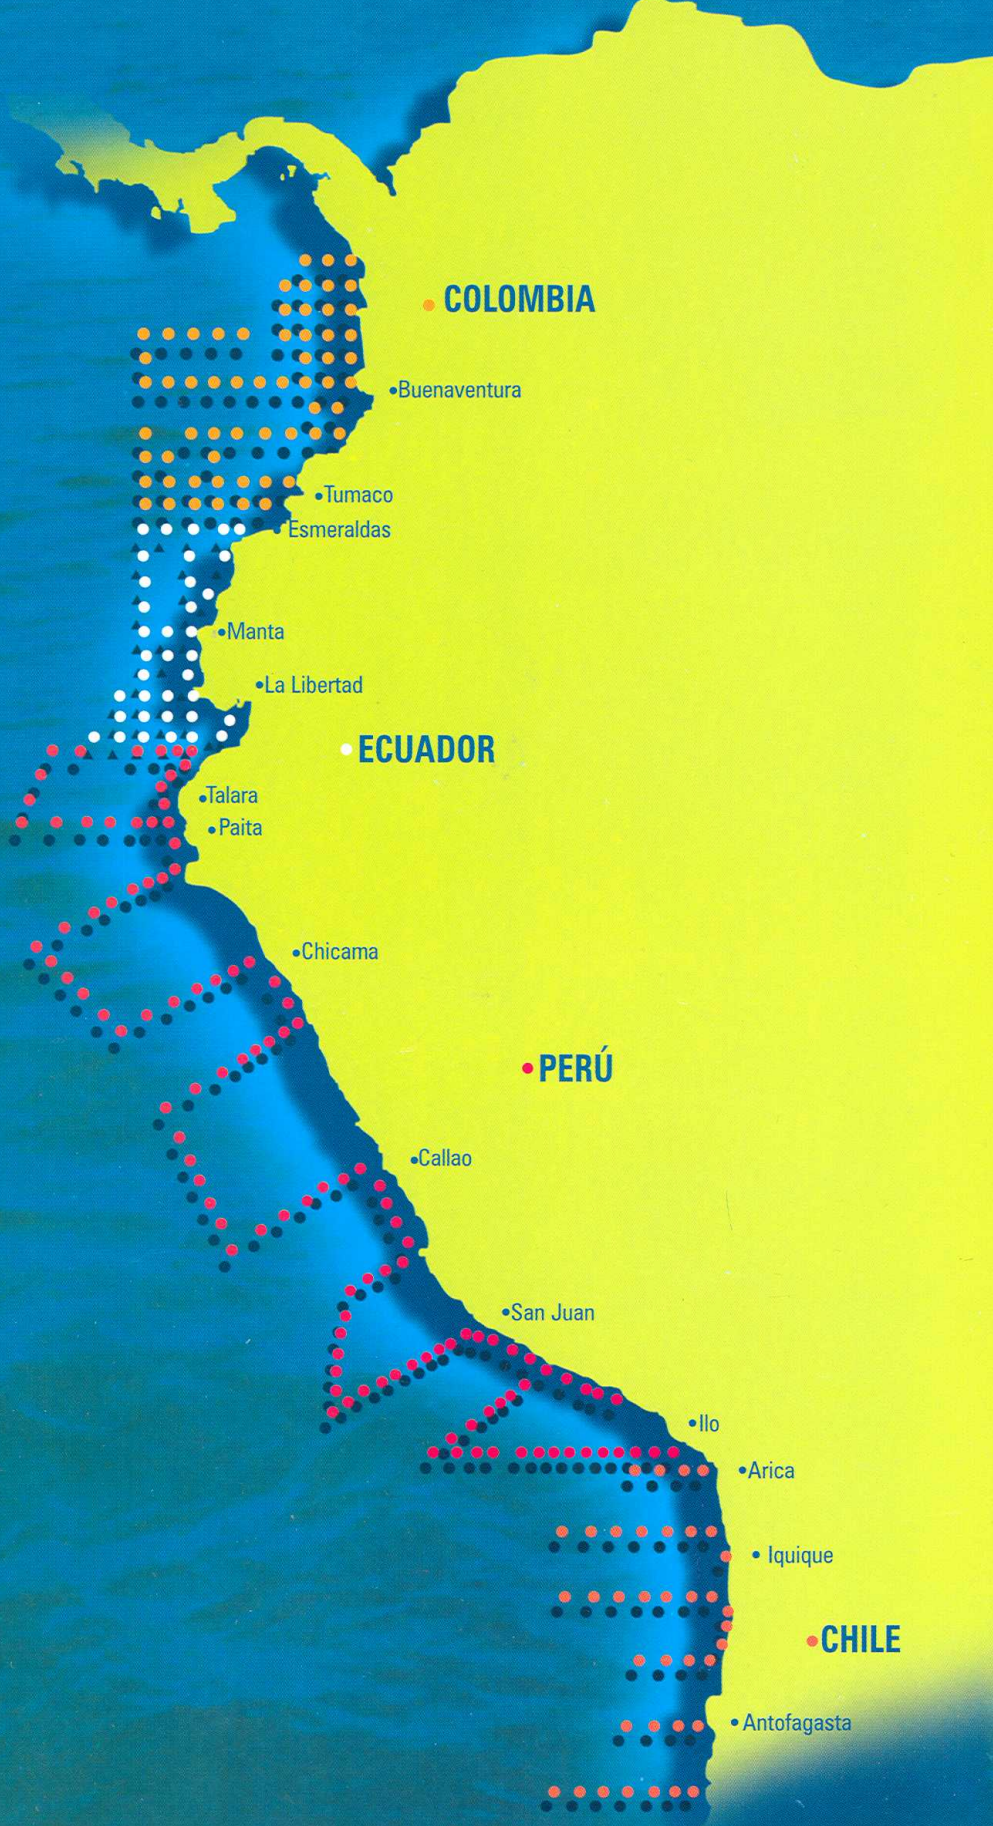 COLOMBIA
Buenaventura
Tumaco
Esmeraldas
Manta
La Libertad
ECUADOR
Talara
Paita
Chicama
PERÚ
Callao
San Juan
Ilo
Arica
Iquique
CHILE
Antofagasta